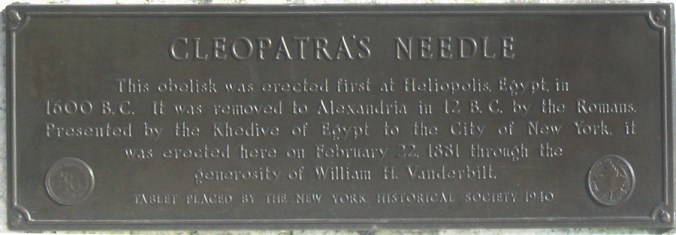 CLEOPATRA'S NEEDLE
This obelisk was erected first at Heliopolis, Egypt, in
1600 B.C. It was removed to Alexandria in 12 B.C. by the Romans.
Presented by the Khedive of Egypt to the City of New York, it
was erected here on February 22, 1881 through the
generosity of William H. Vanderbilt.
TABLET PLACED BY THE NEW YORK HISTORICAL SOCIETY 1940